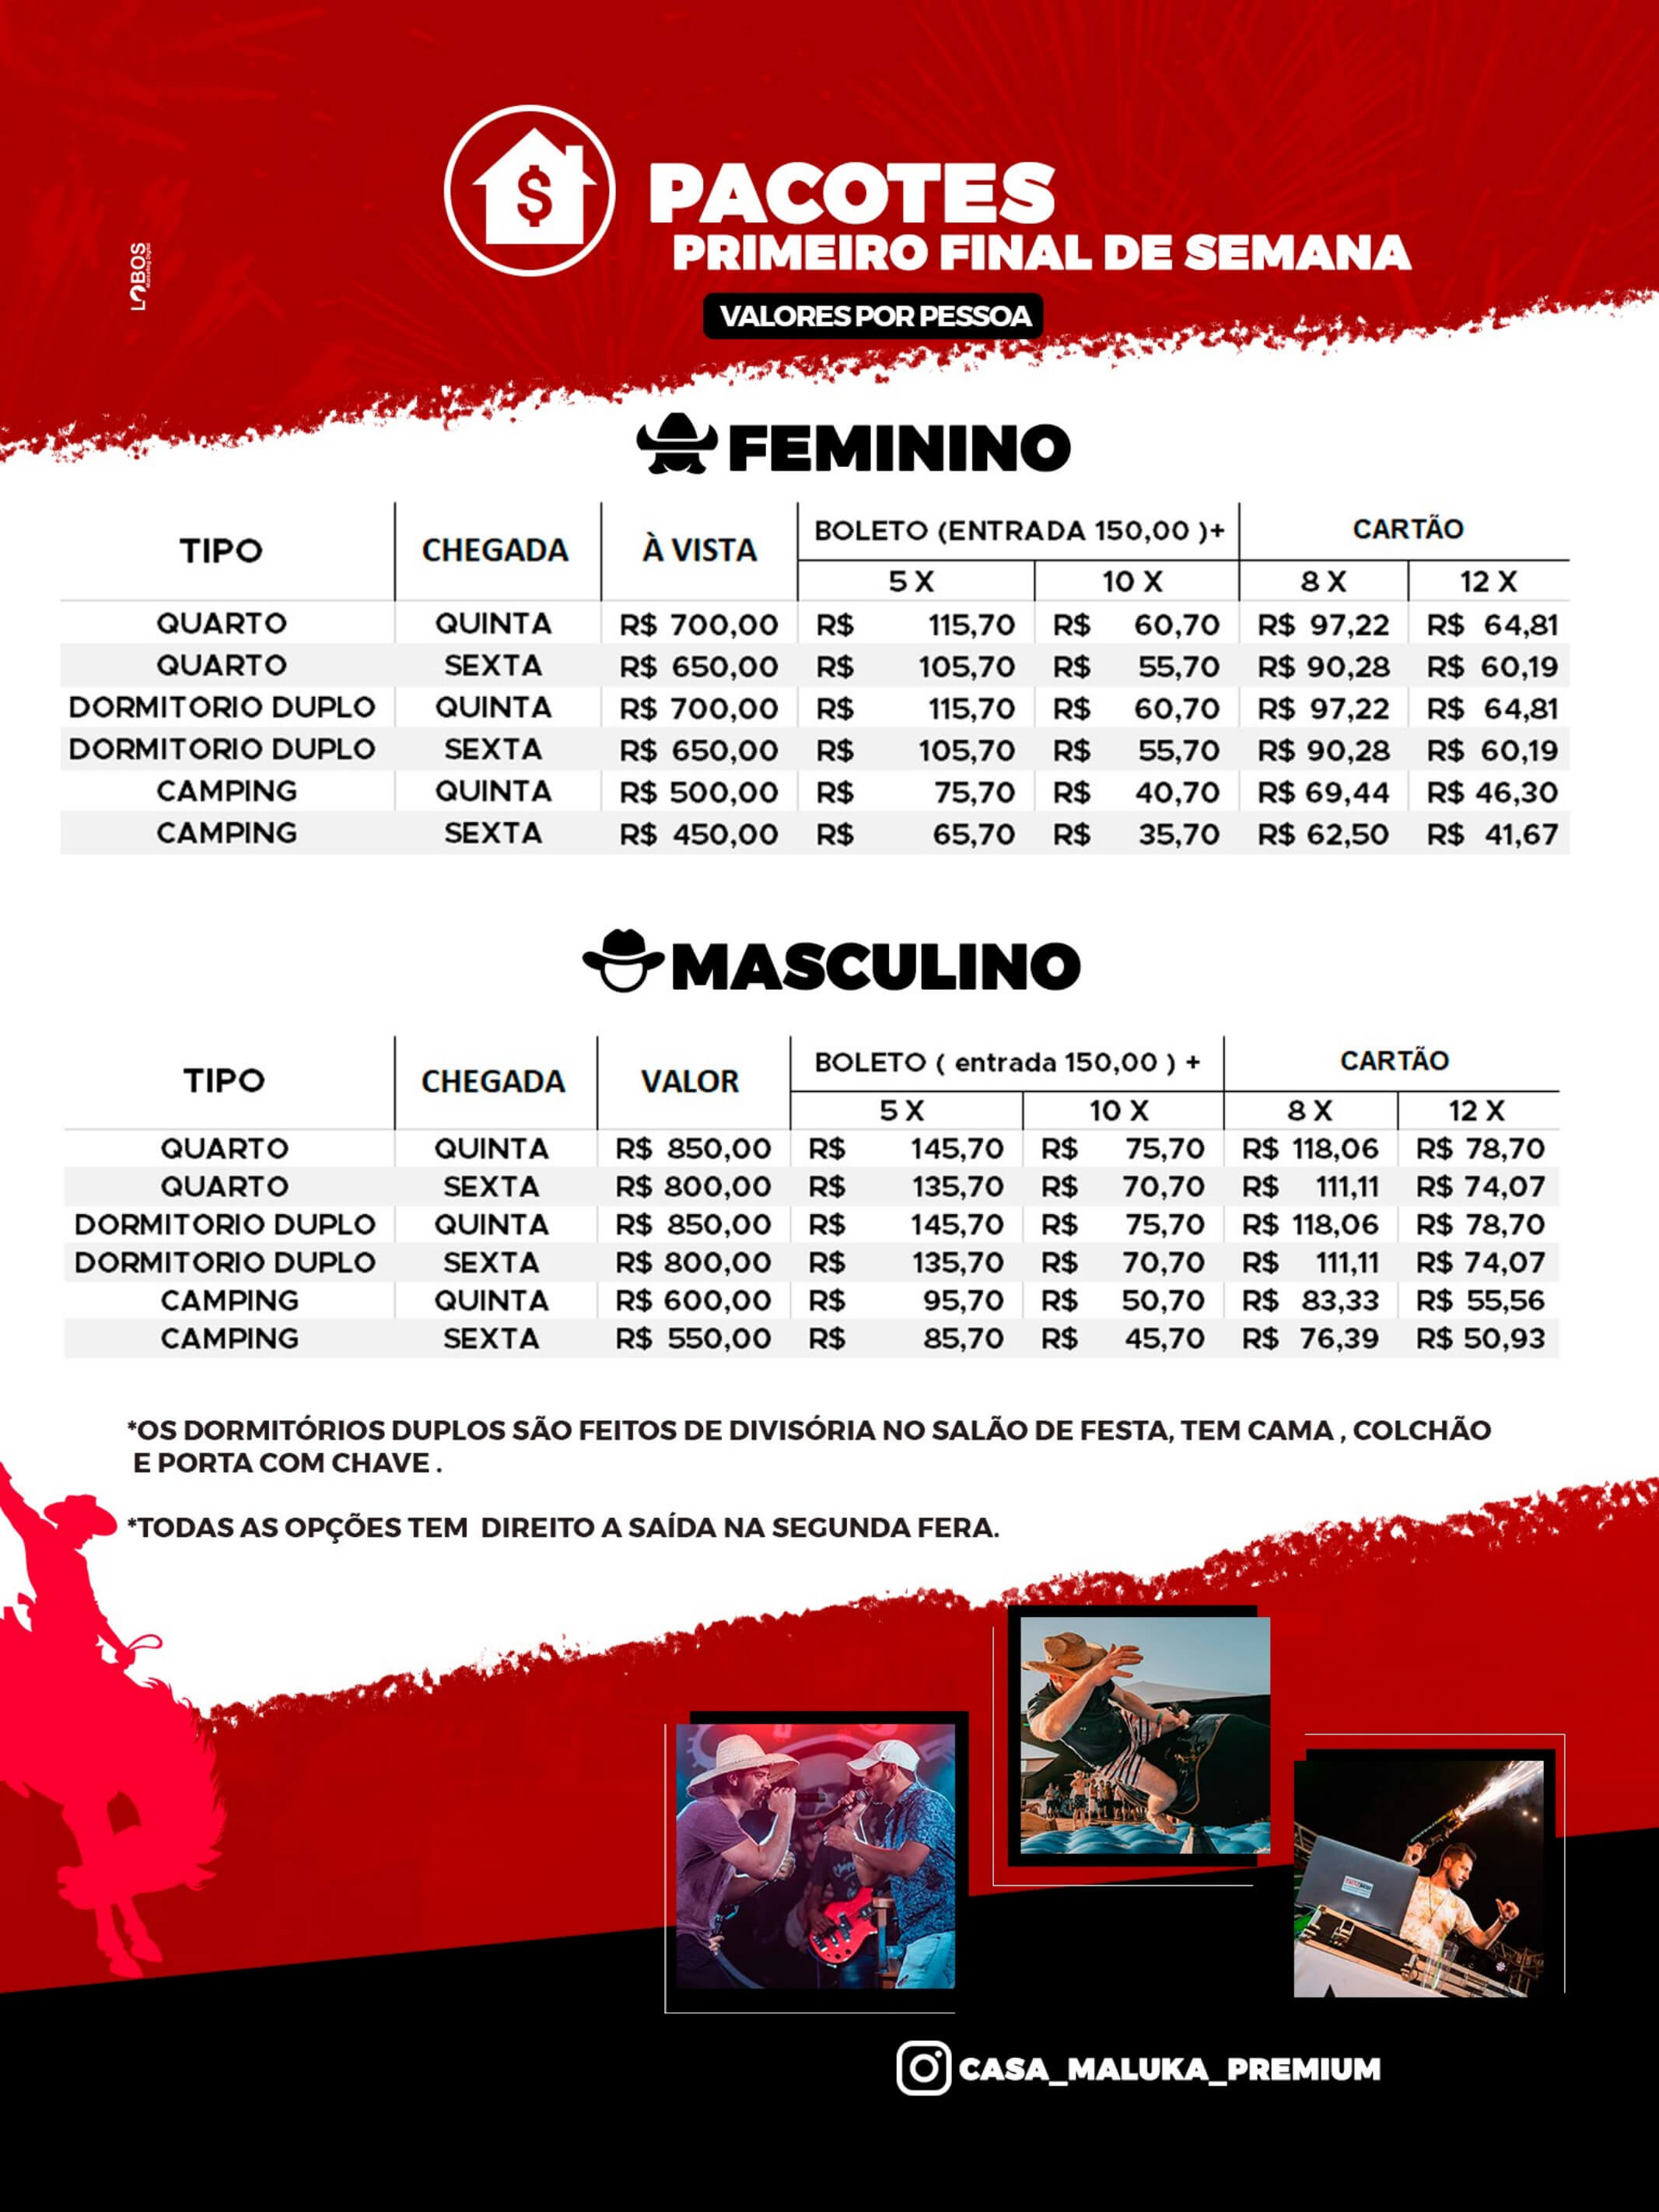 $
PACOTES
PRIMEIRO FINAL DE SEMANA
LOBOS
Marketing Digital
VALORES POR PESSOA
FEMININO
TIPO CHEGADA À VISTA BOLETO (ENTRADA 150,00 )+ CARTÃO
5 X 10 X 8 X 12 X
QUARTO QUINTA R$ 700,00 R$ 115,70 R$ 60,70 R$ 97,22 R$ 64,81
QUARTO SEXTA R$ 650,00 R$ 105,70 R$ 55,70 R$ 90,28 R$ 60,19
DORMITORIO DUPLO QUINTA R$ 700,00 R$ 115,70 R$ 60,70 R$ 97,22 R$ 64,81
DORMITORIO DUPLO SEXTA R$ 650,00 R$ 105,70 R$ 55,70 R$ 90,28 R$ 60,19
CAMPING QUINTA R$ 500,00 R$ 75,70 R$ 40,70 R$ 69,44 R$ 46,30
CAMPING SEXTA R$ 450,00 R$ 65,70 R$ 35,70 R$ 62,50 R$ 41,67
MASCULINO
TIPO CHEGADA VALOR BOLETO ( entrada 150,00 ) + CARTÃO
5 X 10 X 8 X 12 X
QUARTO QUINTA R$ 850,00 R$ 145,70 R$ 75,70 R$ 118,06 R$ 78,70
QUARTO SEXTA R$ 800,00 R$ 135,70 R$ 70,70 R$ 111,11 R$ 74,07
DORMITORIO DUPLO QUINTA R$ 850,00 R$ 145,70 R$ 75,70 R$ 118,06 R$ 78,70
DORMITORIO DUPLO SEXTA R$ 800,00 R$ 135,70 R$ 70,70 R$ 111,11 R$ 74,07
CAMPING QUINTA R$ 600,00 R$ 95,70 R$ 50,70 R$ 83,33 R$ 55,56
CAMPING SEXTA R$ 550,00 R$ 85,70 R$ 45,70 R$ 76,39 R$ 50,93
*OS DORMITÓRIOS DUPLOS SÃO FEITOS DE DIVISÓRIA NO SALÃO DE FESTA, TEM CAMA , COLCHÃO
E PORTA COM CHAVE .
*TODAS AS OPÇÕES TEM DIREITO A SAÍDA NA SEGUNDA FERA.
CASA_MALUKA_PREMIUM